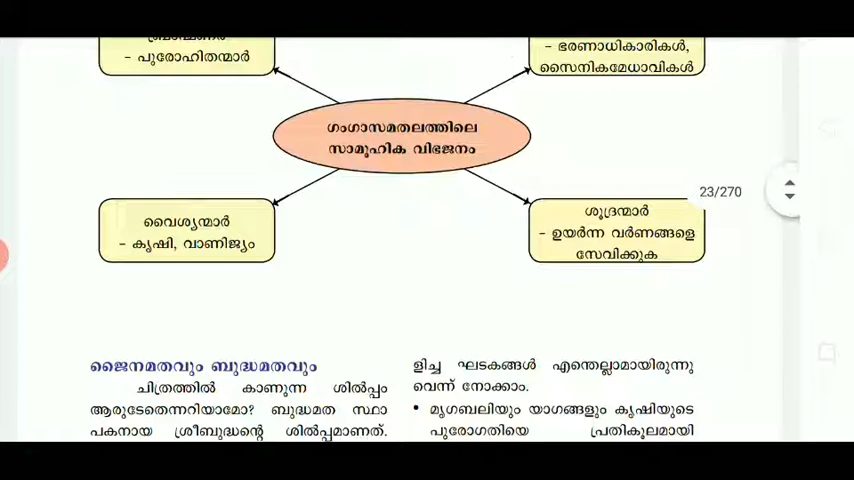 – പുരോഹിതന്മാർ
– ഭരണാധികാരികൾ,
സൈനികമേധാവികൾ
ഗംഗാസമതലത്തിലെ
സാമൂഹിക വിഭജനം
23/270
വൈശ്യന്മാർ
– കൃഷി, വാണിജ്യം
ശൂദ്രന്മാർ
– ഉയർന്ന വർണങ്ങളെ
സേവിക്കുക
ജൈനമതവും ബുദ്ധമതവും
ചിത്രത്തിൽ കാണുന്ന ശിൽപ്പം
ആരുടേതെന്നറിയാമോ? ബുദ്ധമത സ്ഥാ
പകനായ ശ്രീബുദ്ധന്റെ ശിൽപ്പമാണത്.
ളിച്ച ഘടകങ്ങൾ എന്തെല്ലാമായിരുന്നു
വെന്ന് നോക്കാം.
• മൃഗബലിയും യാഗങ്ങളും കൃഷിയുടെ
പുരോഗതിയെ പ്രതികൂലമായി